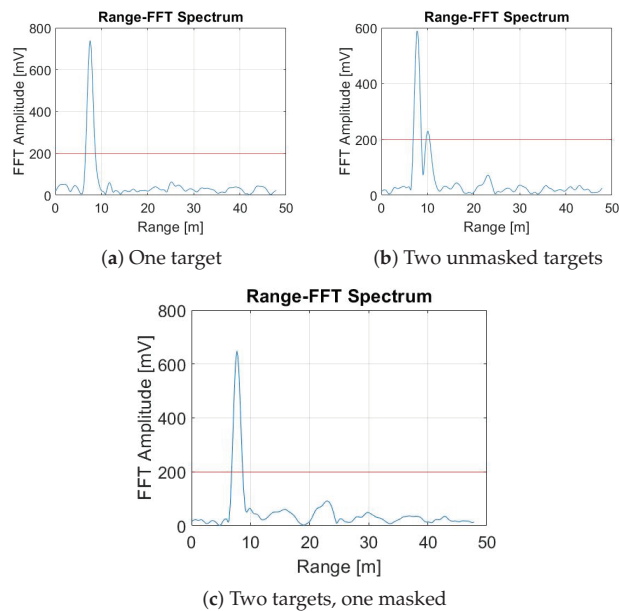 Range-FFT Spectrum
FFT Amplitude [mV]
800
600
400
200
0
0 10 20 30 40 50
Range [m]
(a) One target
Range-FFT Spectrum
FFT Amplitude [mV]
600
400
200
0
0 10 20 30 40 50
Range [m]
(b) Two unmasked targets
Range-FFT Spectrum
FFT Amplitude [mV]
800
600
400
200
0
0 10 20 30 40 50
Range [m]
(c) Two targets, one masked